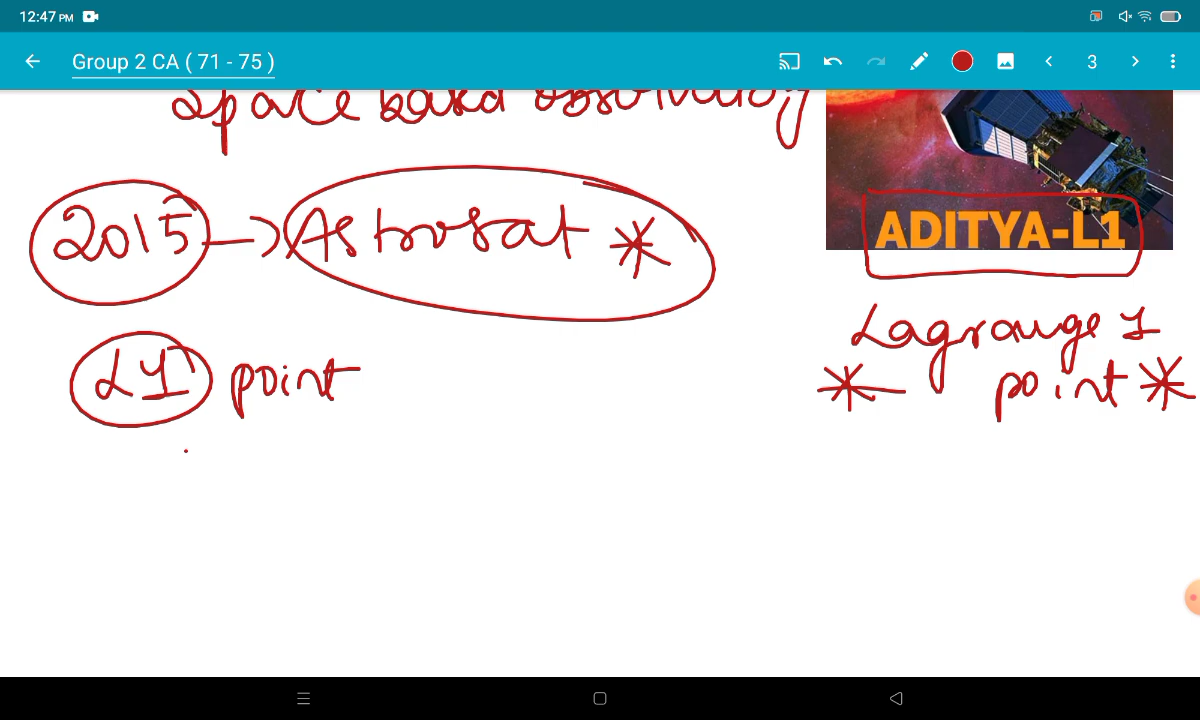 12:47 PM
Group 2 CA ( 71 - 75 )
3
Space based observatory
ADITYA-L1
2015 → Astrosat *
Lagrange 1
* point *
L1 point